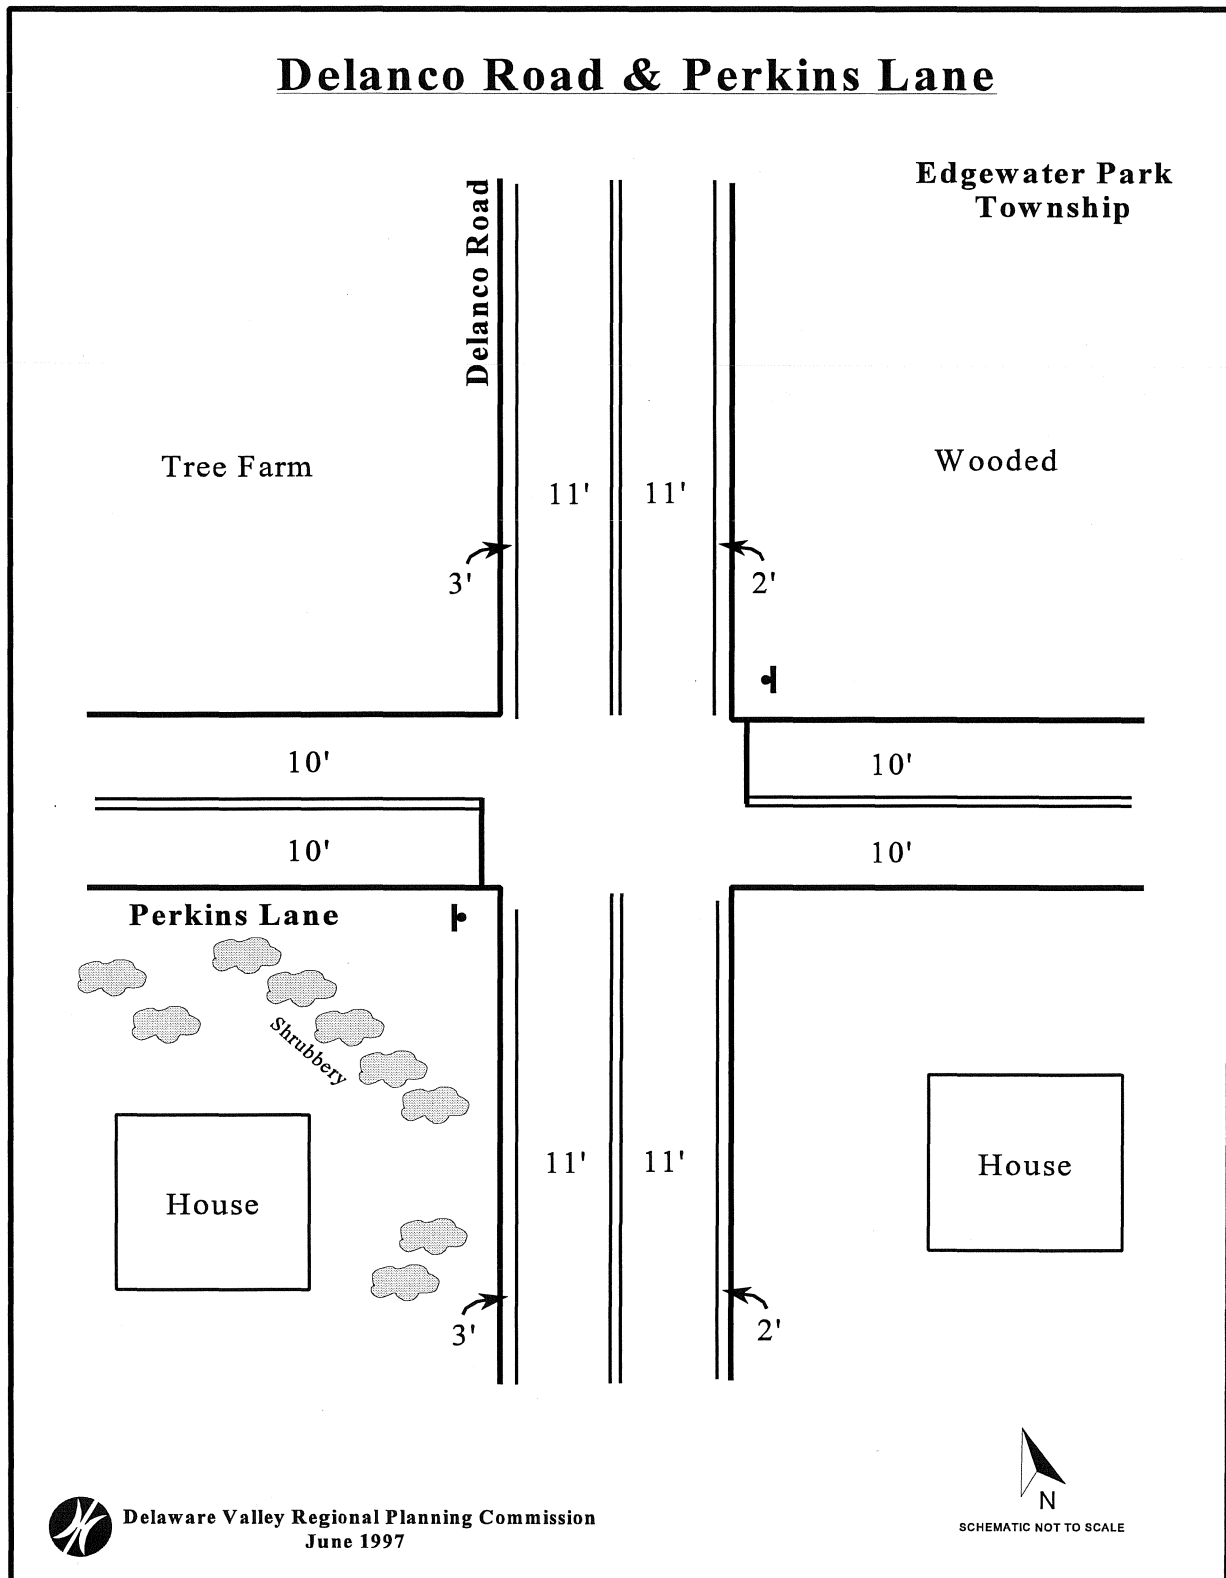 Delanco Road & Perkins Lane
Edgewater Park
Township
Delanco Road
Tree Farm
Wooded
11'
11'
3'
2'
10'
10'
10'
10'
Perkins Lane
Shrubbery
11'
11'
House
House
3'
2'
N
Delaware Valley Regional Planning Commission
June 1997
SCHEMATIC NOT TO SCALE